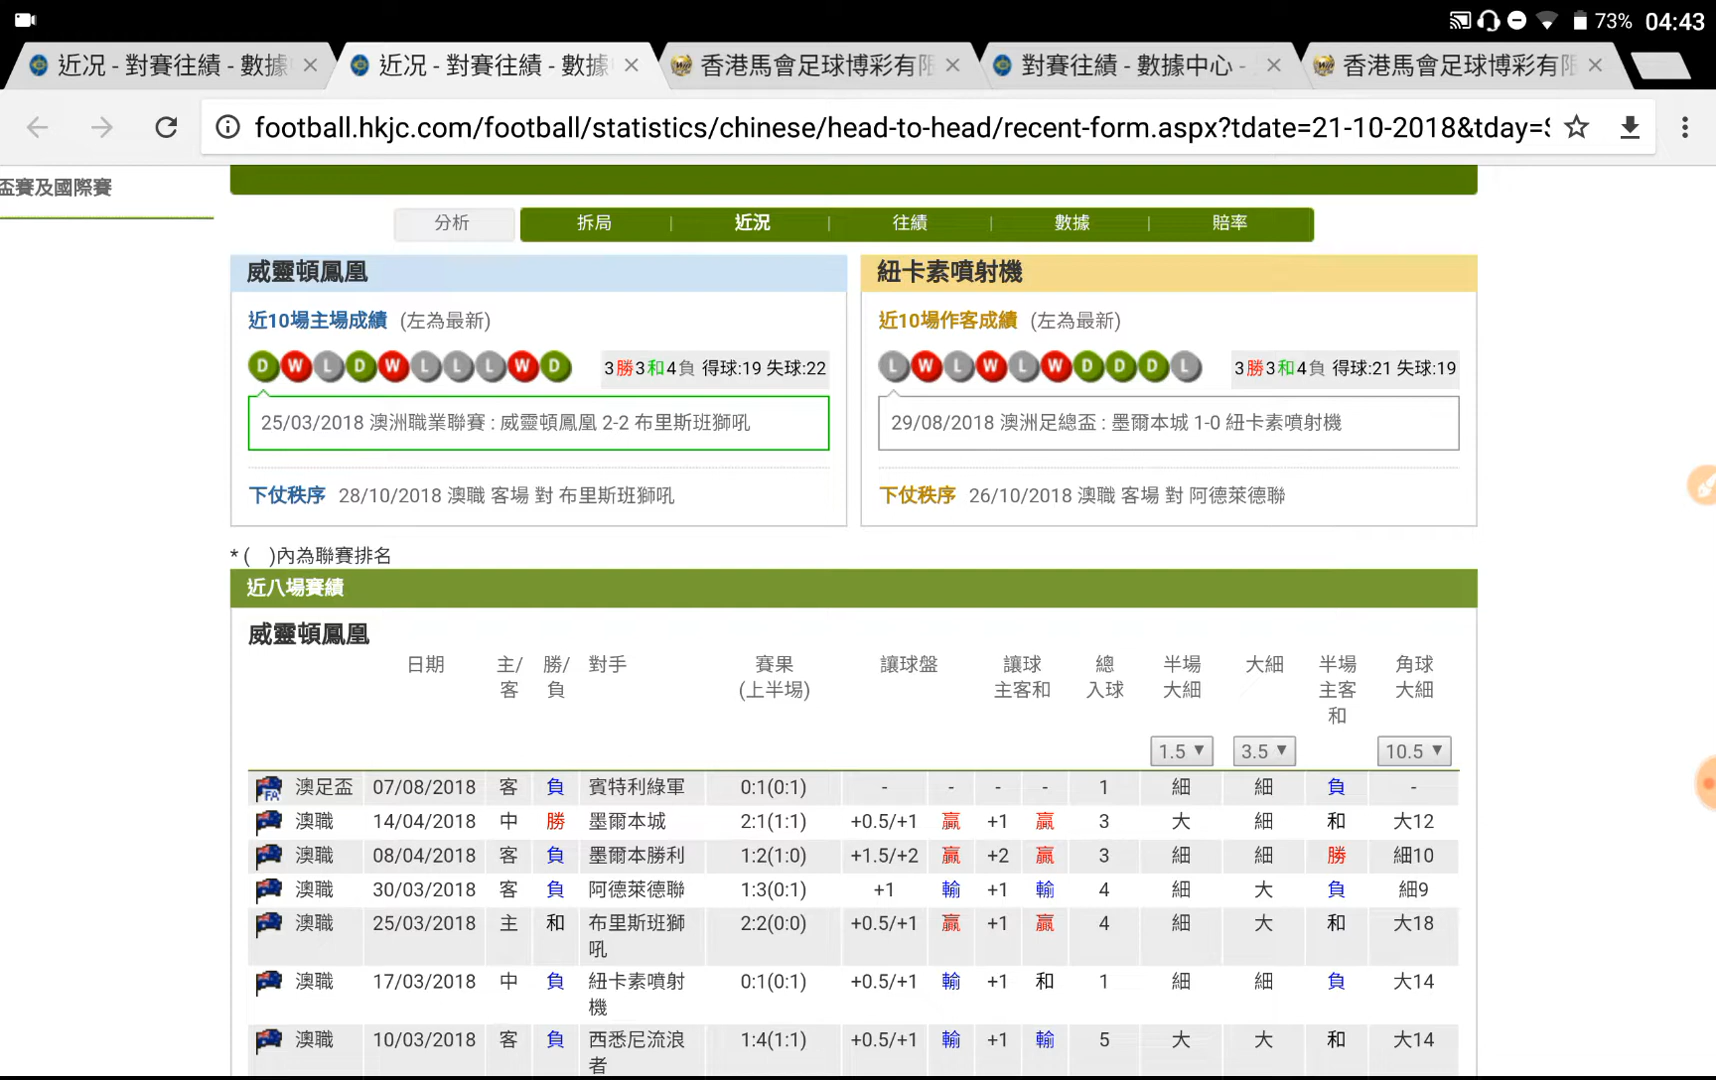 73% 04:43
近况 - 對賽往績 - 數據 × 近況 - 對賽往績 - 數據 × 香港馬會足球博彩有限 × 對賽往績 - 數據中心 - × 香港馬會足球博彩有限 ×
football.hkjc.com/football/statistics/chinese/head-to-head/recent-form.aspx?tdate=21-10-2018&tday=S
盃賽及國際賽
分析 拆局 | 近況 | 往績 | 數據 | 賠率
威靈頓鳳凰
近10場主場成績 (左為最新)
D W L D W L L L W D 3勝3和4負 得球:19 失球:22
25/03/2018 澳洲職業聯賽 : 威靈頓鳳凰 2-2 布里斯班獅吼
下仗秩序 28/10/2018 澳職 客場 對 布里斯班獅吼
紐卡素噴射機
近10場作客成績 (左為最新)
L W L W L W D D D L 3勝3和4負 得球:21 失球:19
29/08/2018 澳洲足總盃 : 墨爾本城 1-0 紐卡素噴射機
下仗秩序 26/10/2018 澳職 客場 對 阿德萊德聯
* ( )內為聯賽排名
近八場賽績
威靈頓鳳凰
日期 主/客 勝/負 對手 賽果(上半場) 讓球盤 讓球主客和 總入球 半場大細 大細 半場主客和 角球大細
1.5 ▼ 3.5 ▼ 10.5 ▼
FA 澳足盃 07/08/2018 客 負 賓特利綠軍 0:1(0:1) - - - - 1 細 細 負 -
澳職 14/04/2018 中 勝 墨爾本城 2:1(1:1) +0.5/+1 贏 +1 贏 3 大 細 和 大12
澳職 08/04/2018 客 負 墨爾本勝利 1:2(1:0) +1.5/+2 贏 +2 贏 3 細 細 勝 細10
澳職 30/03/2018 客 負 阿德萊德聯 1:3(0:1) +1 輸 +1 輸 4 細 大 負 細9
澳職 25/03/2018 主 和 布里斯班獅吼 2:2(0:0) +0.5/+1 贏 +1 贏 4 細 大 和 大18
澳職 17/03/2018 中 負 紐卡素噴射機 0:1(0:1) +0.5/+1 輸 +1 和 1 細 細 負 大14
澳職 10/03/2018 客 負 西悉尼流浪者 1:4(1:1) +0.5/+1 輸 +1 輸 5 大 大 和 大14